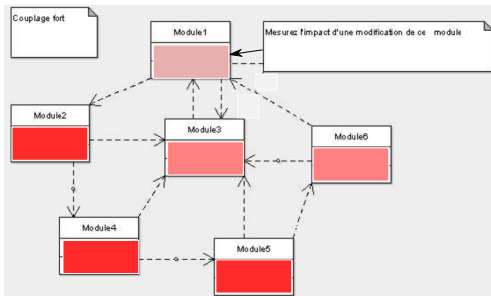 Couplage fort
Module1
Mesurez l'impact d'une modification de ce module
Module2
Module3
Module6
Module4
Module5